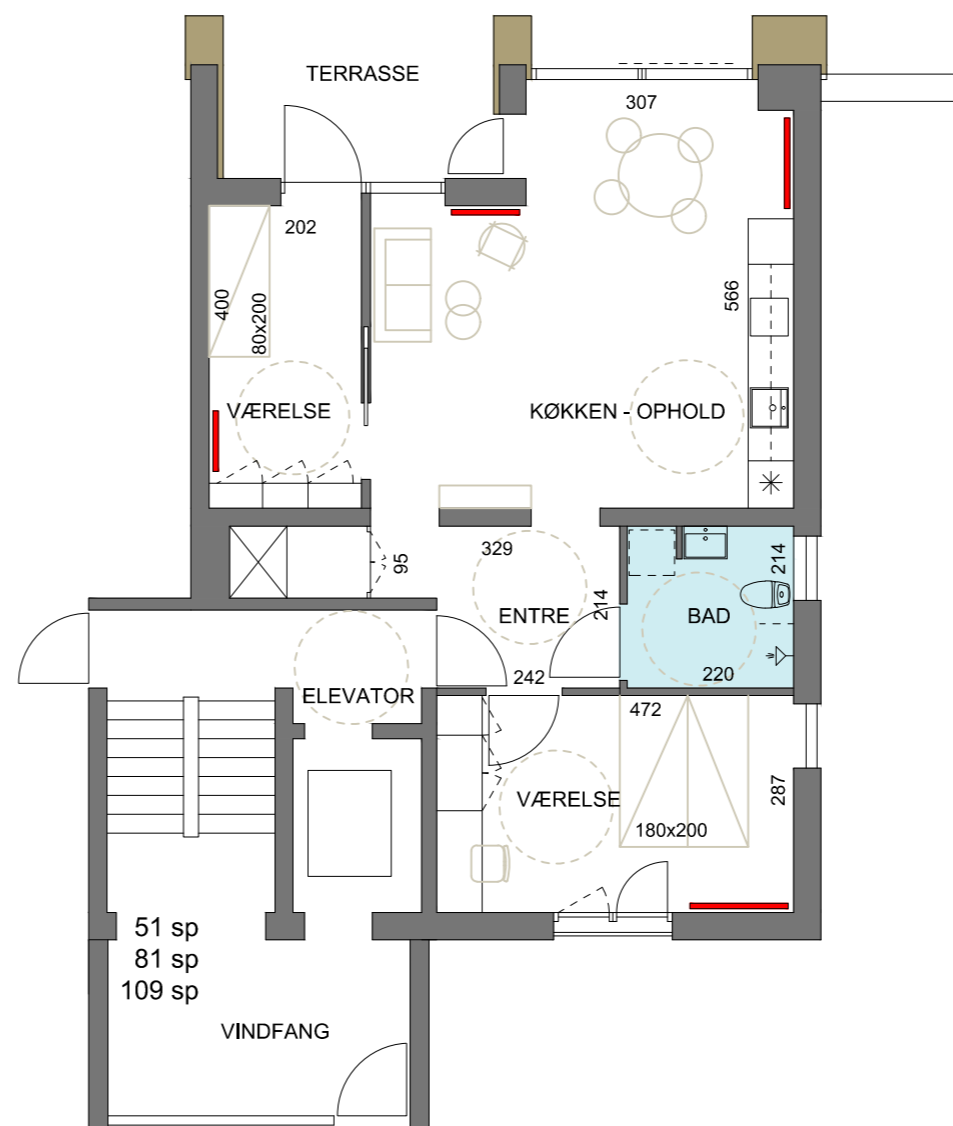 TERRASSE
307
202
400
80x200
566
VÆRELSE
KØKKEN - OPHOLD
329
95
214
214
ENTRE
BAD
242
220
ELEVATOR
472
VÆRELSE
287
180x200
51 sp
81 sp
109 sp
VINDFANG